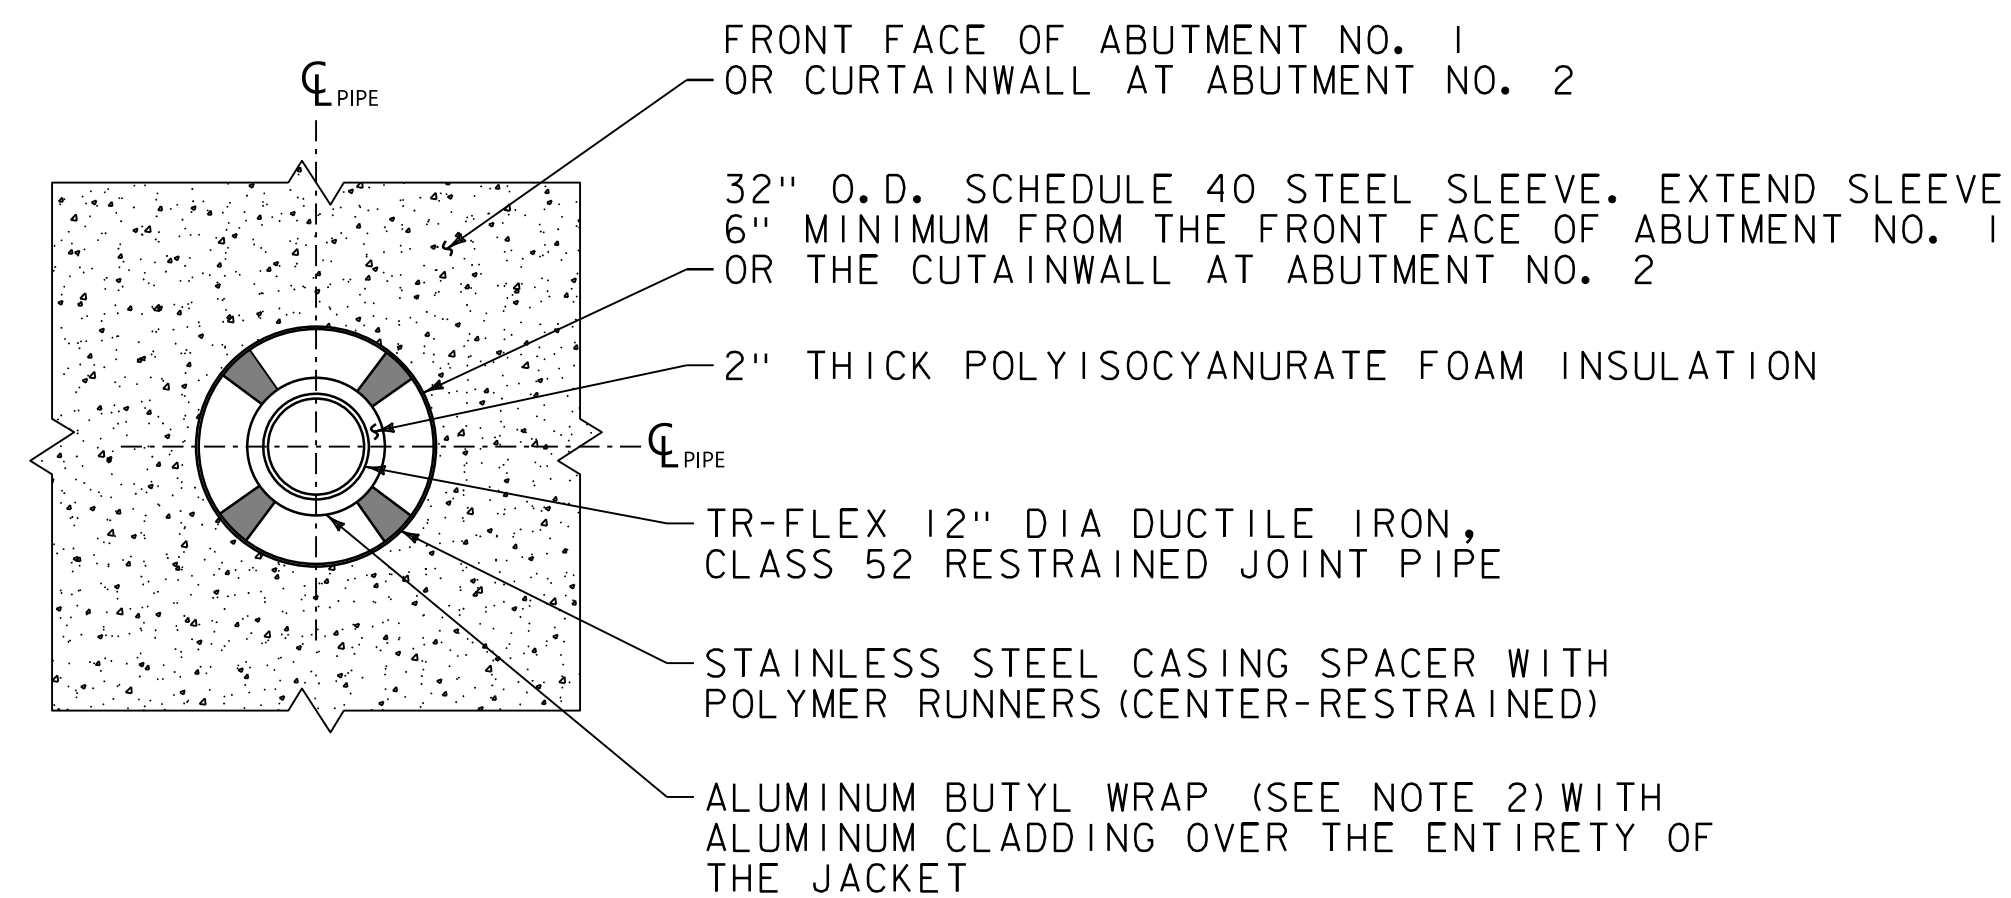 ℄ PIPE
FRONT FACE OF ABUTMENT NO. 1
OR CURTAINWALL AT ABUTMENT NO. 2
32" O.D. SCHEDULE 40 STEEL SLEEVE. EXTEND SLEEVE
6" MINIMUM FROM THE FRONT FACE OF ABUTMENT NO. 1
OR THE CUTAINWALL AT ABUTMENT NO. 2
2" THICK POLYISOCYANURATE FOAM INSULATION
℄ PIPE
TR-FLEX 12" DIA DUCTILE IRON,
CLASS 52 RESTRAINED JOINT PIPE
STAINLESS STEEL CASING SPACER WITH
POLYMER RUNNERS (CENTER-RESTRAINED)
ALUMINUM BUTYL WRAP (SEE NOTE 2) WITH
ALUMINUM CLADDING OVER THE ENTIRETY OF
THE JACKET